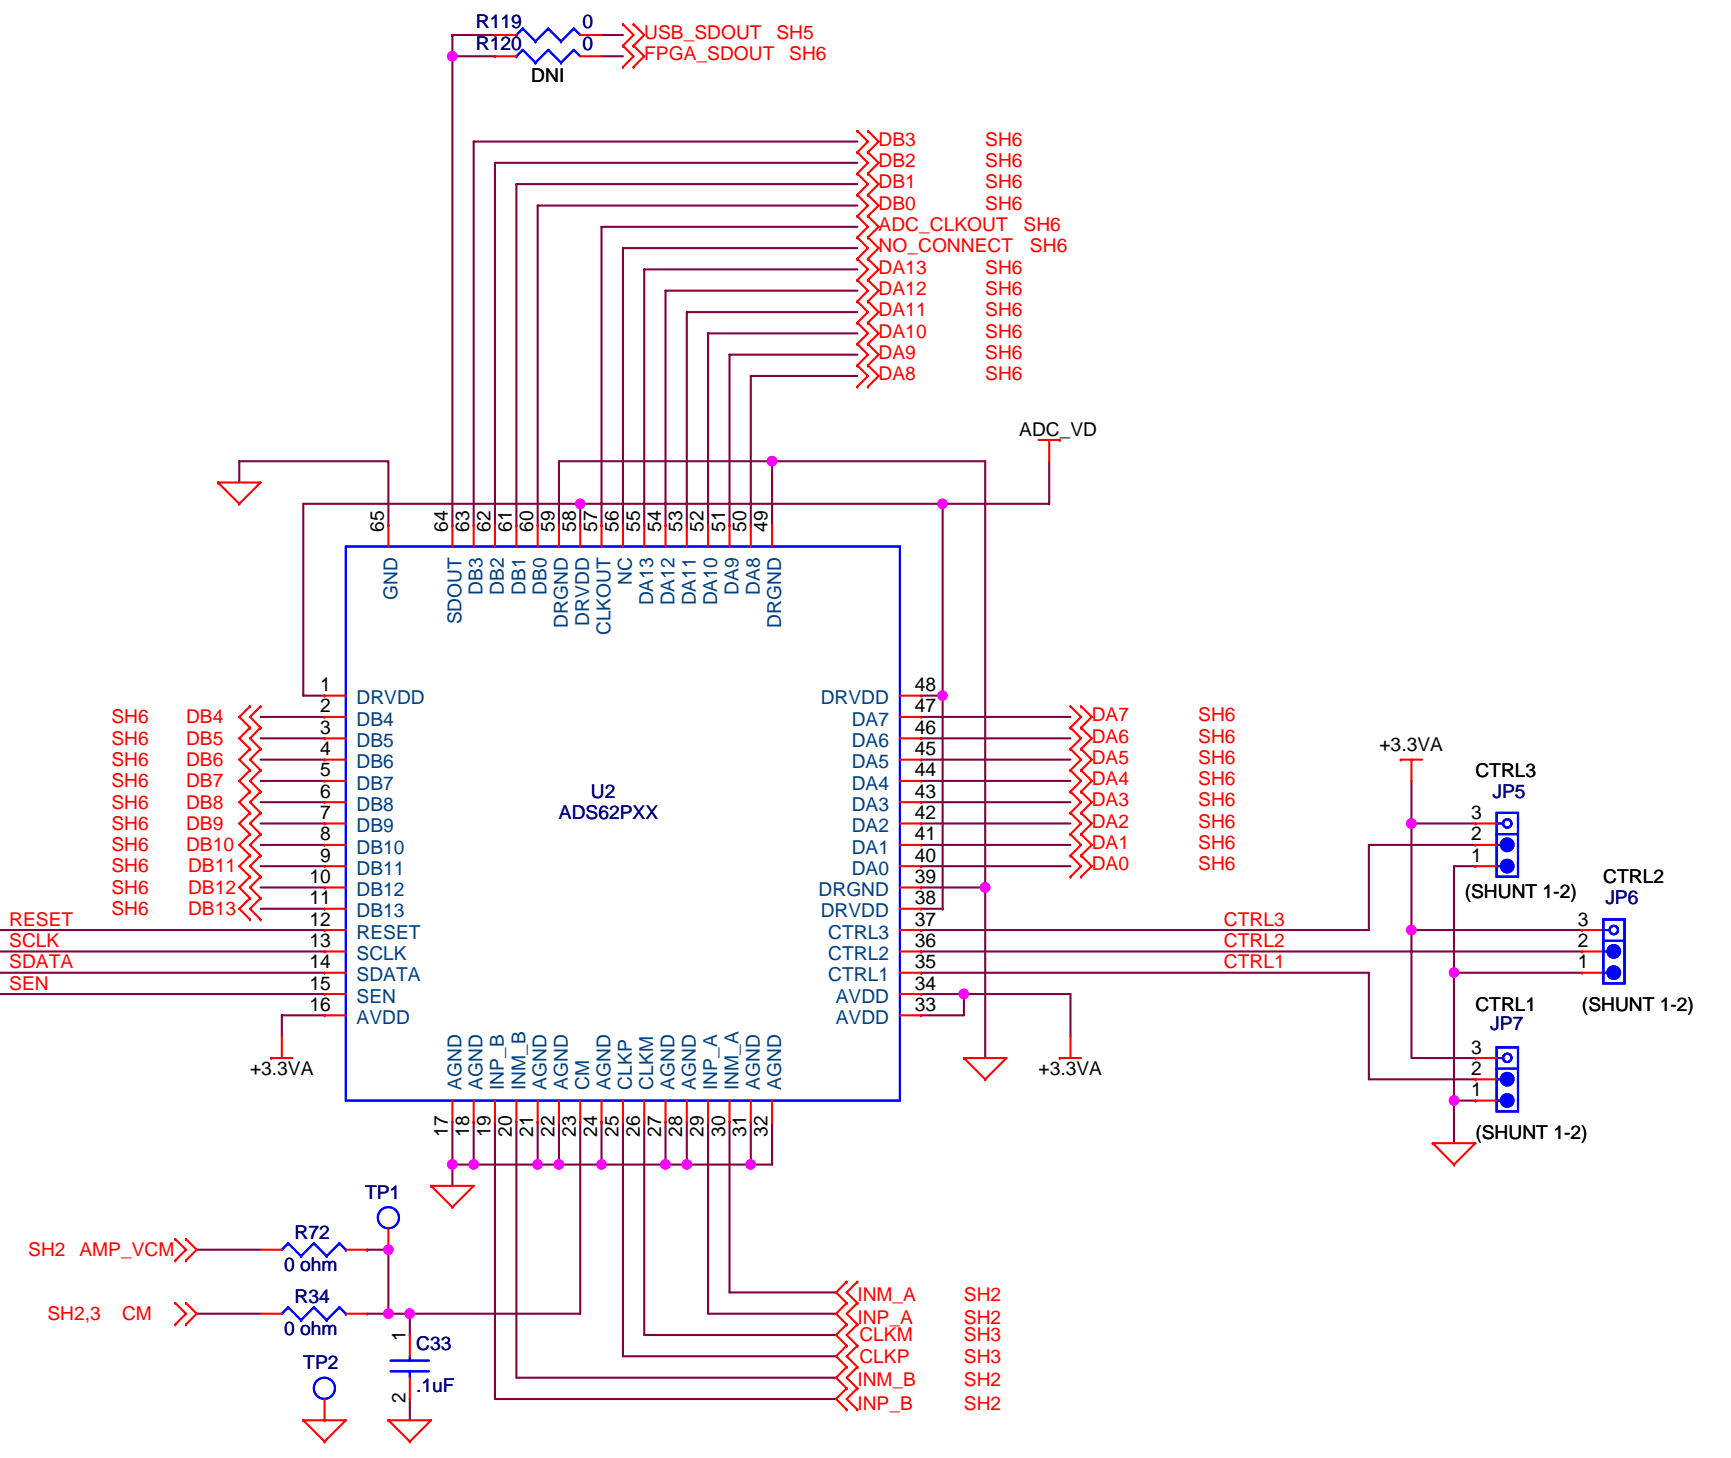 R119 0 USB_SDOUT SH5
R120 0 FPGA_SDOUT SH6
DNI
DB3 SH6
DB2 SH6
DB1 SH6
DB0 SH6
ADC_CLKOUT SH6
NO_CONNECT SH6
DA13 SH6
DA12 SH6
DA11 SH6
DA10 SH6
DA9 SH6
DA8 SH6
ADC_VD
65 64 63 62 61 60 59 58 57 56 55 54 53 52 51 50 49
GND SDOUT DB3 DB2 DB1 DB0 DRGND DRVDD CLKOUT NC DA13 DA12 DA11 DA10 DA9 DA8 DRGND
U2
ADS62PXX
1 DRVDD
SH6 DB4 2 DB4
SH6 DB5 3 DB5
SH6 DB6 4 DB6
SH6 DB7 5 DB7
SH6 DB8 6 DB8
SH6 DB9 7 DB9
SH6 DB10 8 DB10
SH6 DB11 9 DB11
SH6 DB12 10 DB12
SH6 DB13 11 DB13
RESET 12 RESET
SCLK 13 SCLK
SDATA 14 SDATA
SEN 15 SEN
16 AVDD
+3.3VA
DRVDD 48
DA7 47 DA7 SH6
DA6 46 DA6 SH6
DA5 45 DA5 SH6
DA4 44 DA4 SH6
DA3 43 DA3 SH6
DA2 42 DA2 SH6
DA1 41 DA1 SH6
DA0 40 DA0 SH6
DRGND 39
DRVDD 38
CTRL3 37 CTRL3
CTRL2 36 CTRL2
CTRL1 35 CTRL1
AVDD 34
AVDD 33
+3.3VA
+3.3VA
CTRL3
JP5
3
2
1
(SHUNT 1-2)
CTRL2
JP6
3
2
1
(SHUNT 1-2)
CTRL1
JP7
3
2
1
(SHUNT 1-2)
AGND AGND INP_B INM_B AGND AGND CM AGND CLKP CLKM AGND AGND INP_A INM_A AGND AGND
17 18 19 20 21 22 23 24 25 26 27 28 29 30 31 32
TP1
R72
SH2 AMP_VCM
0 ohm
R34
SH2,3 CM
0 ohm
1 C33
TP2
.1uF
2
INM_A SH2
INP_A SH2
CLKM SH3
CLKP SH3
INM_B SH2
INP_B SH2